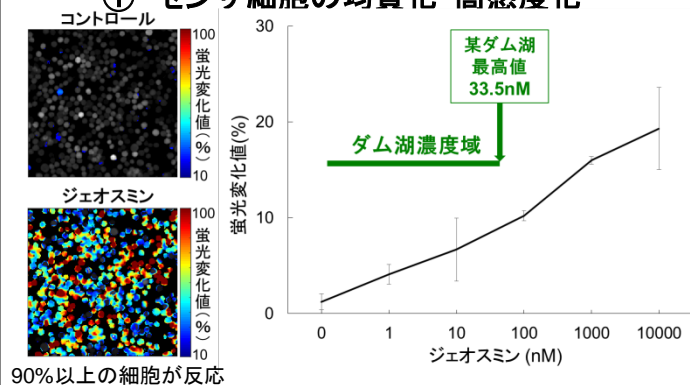 ① センサ細胞の均質化・高感度化
コントロール
100
蛍光変化値(%)
10
ジェオスミン
100
蛍光変化値(%)
10
90%以上の細胞が反応
蛍光変化値(%)
30
20
10
0
某ダム湖
最高値
33.5nM
ダム湖濃度域
0 1 10 100 1000 10000
ジェオスミン (nM)